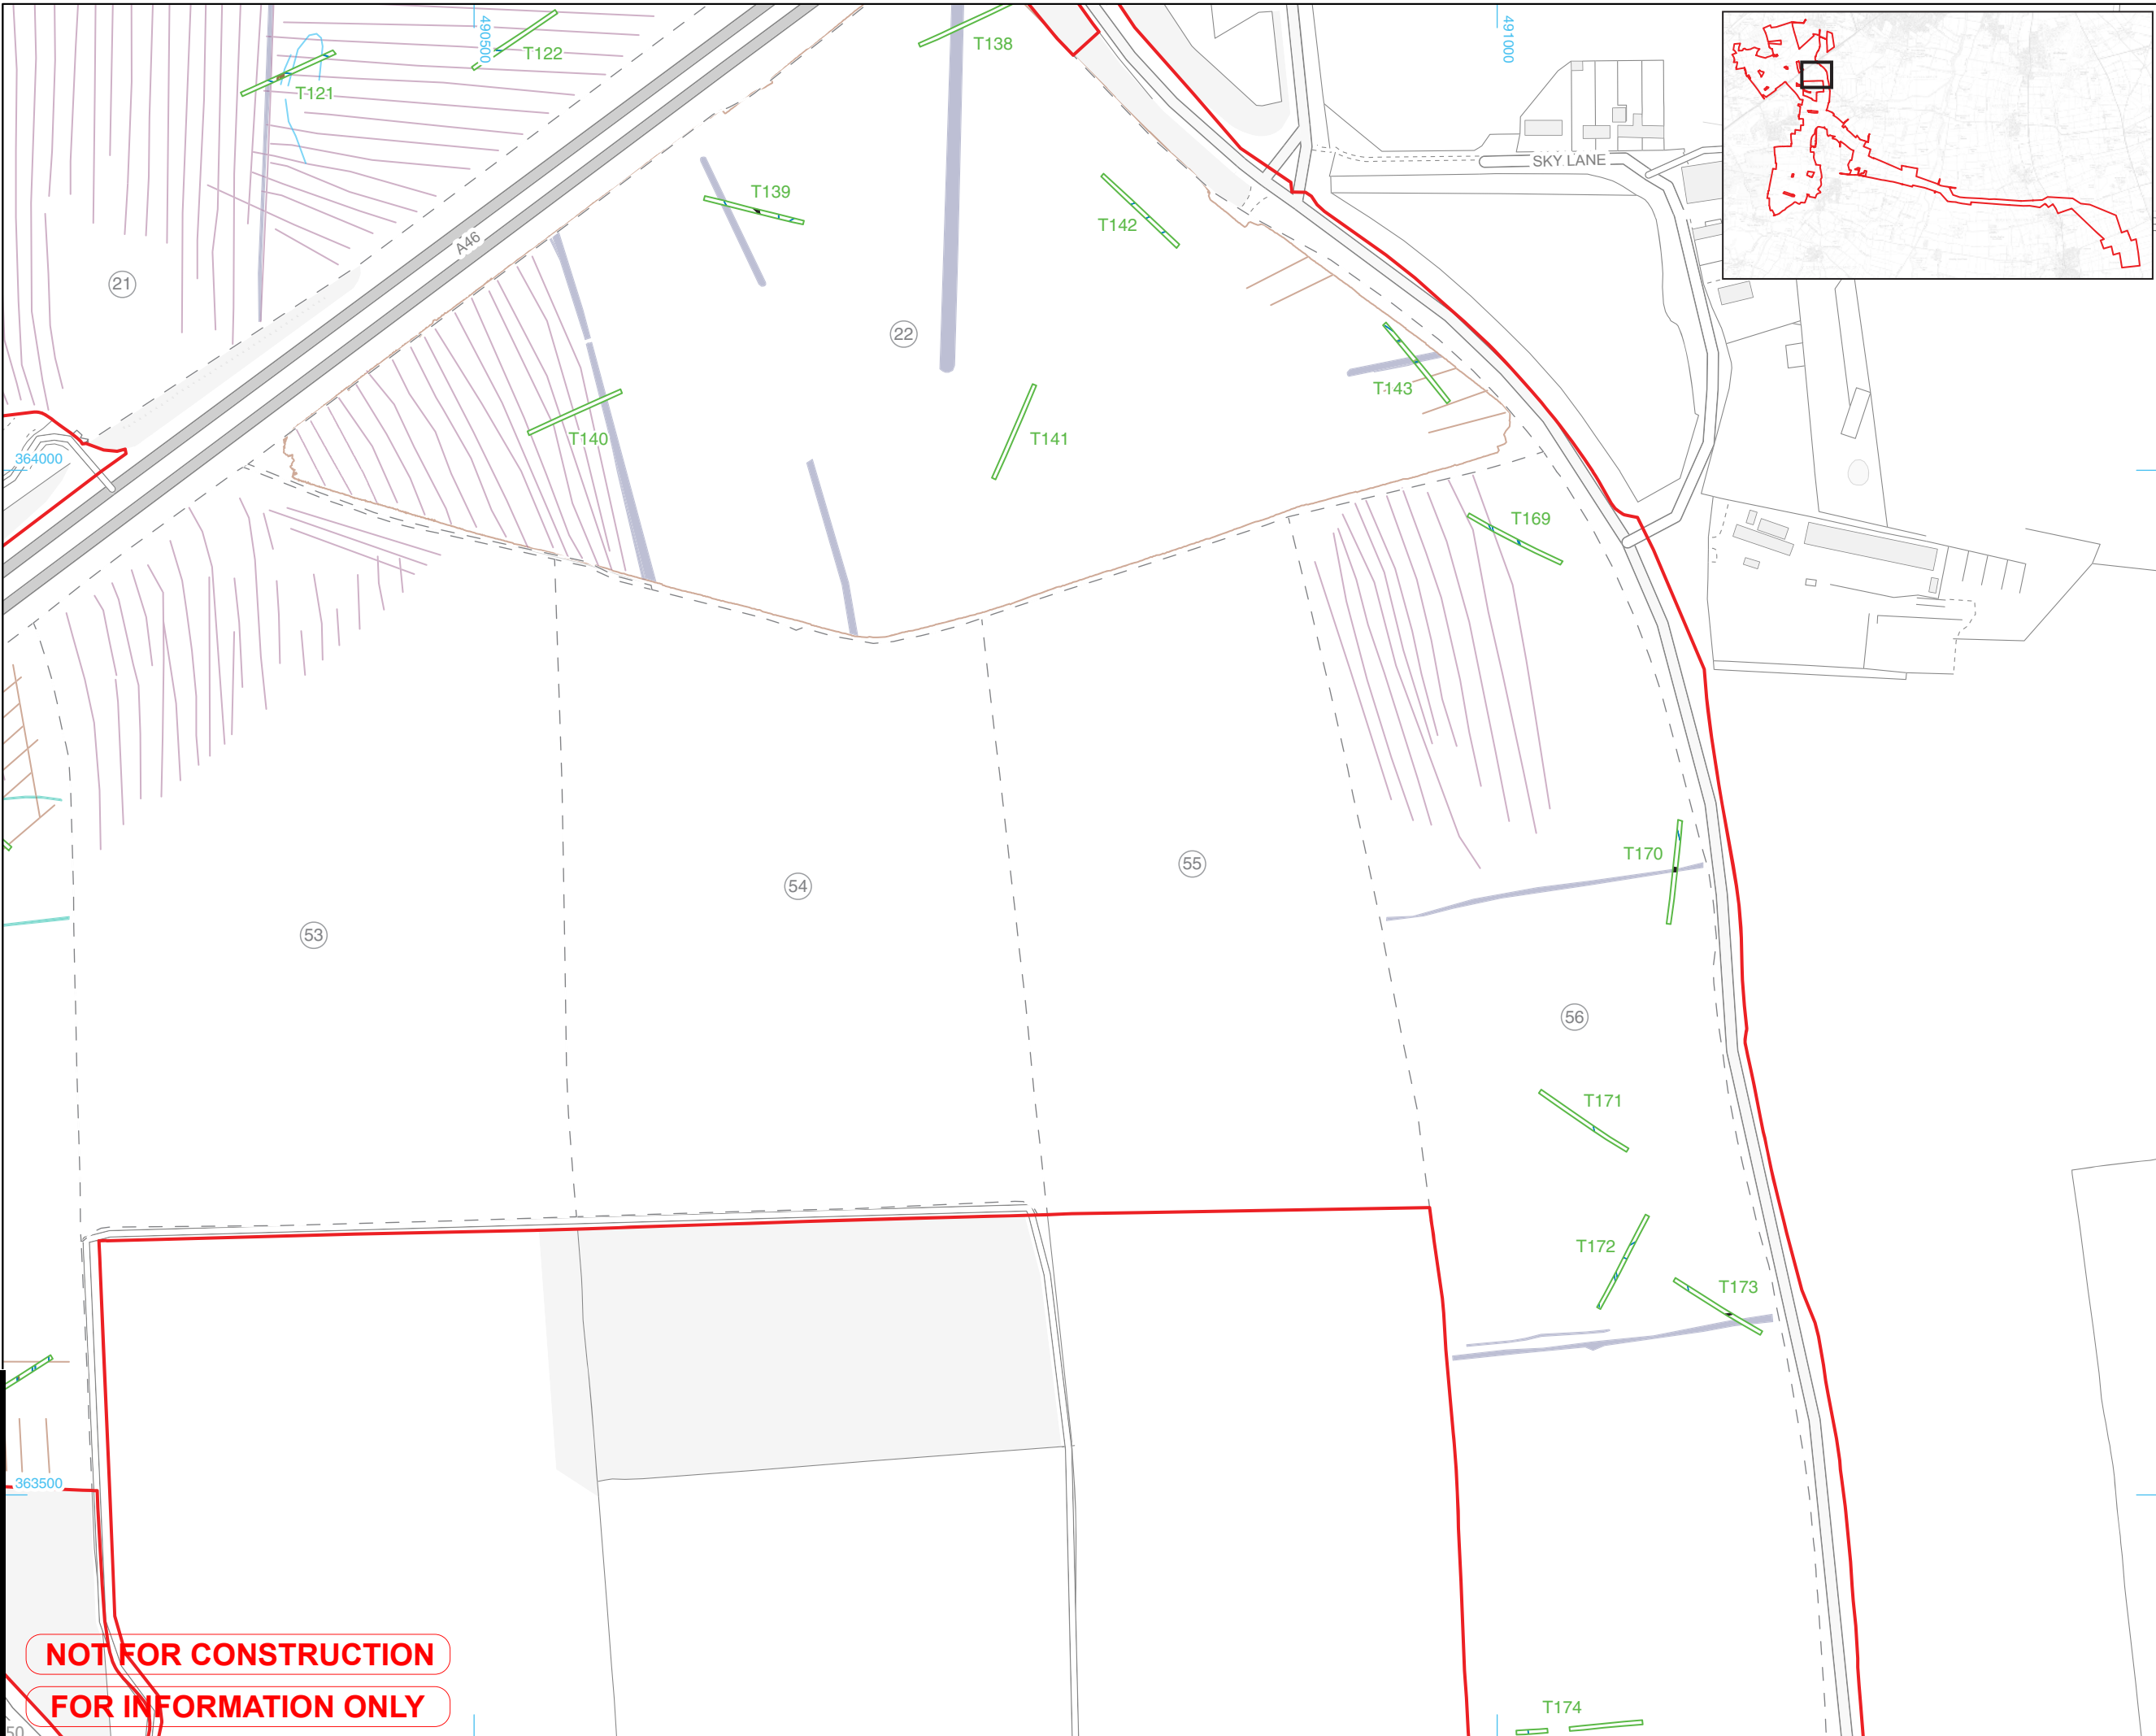 490500
491000
T122
T138
T121
SKY LANE
T139
T142
A46
21
22
T143
T140
T141
364000
T169
T170
55
54
53
56
T171
T172
T173
363500
NOT FOR CONSTRUCTION
FOR INFORMATION ONLY
T174
50